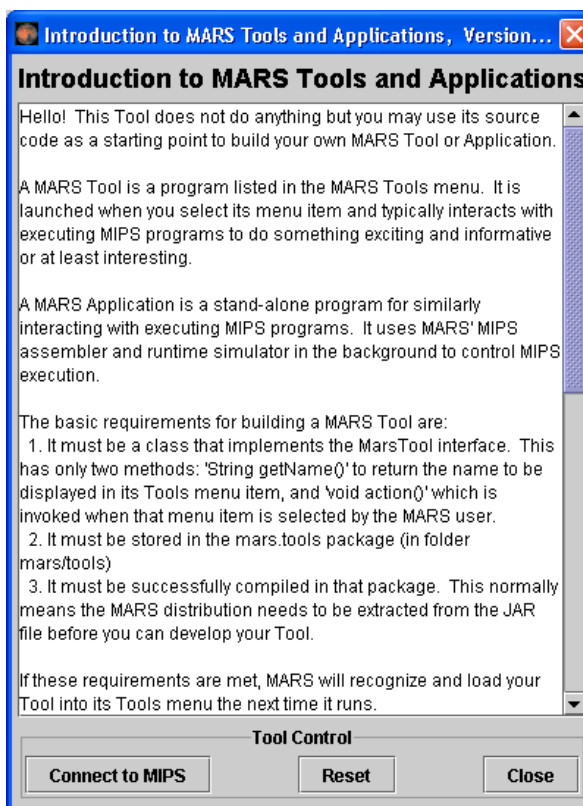 Introduction to MARS Tools and Applications, Version...
Introduction to MARS Tools and Applications
Hello! This Tool does not do anything but you may use its source
code as a starting point to build your own MARS Tool or Application.
A MARS Tool is a program listed in the MARS Tools menu. It is
launched when you select its menu item and typically interacts with
executing MIPS programs to do something exciting and informative
or at least interesting.
A MARS Application is a stand-alone program for similarly
interacting with executing MIPS programs. It uses MARS' MIPS
assembler and runtime simulator in the background to control MIPS
execution.
The basic requirements for building a MARS Tool are:
1. It must be a class that implements the MarsTool interface. This
has only two methods: 'String getName()' to return the name to be
displayed in its Tools menu item, and 'void action()' which is
invoked when that menu item is selected by the MARS user.
2. It must be stored in the mars.tools package (in folder
mars/tools)
3. It must be successfully compiled in that package. This normally
means the MARS distribution needs to be extracted from the JAR
file before you can develop your Tool.
If these requirements are met, MARS will recognize and load your
Tool into its Tools menu the next time it runs.
Tool Control
Connect to MIPS Reset Close